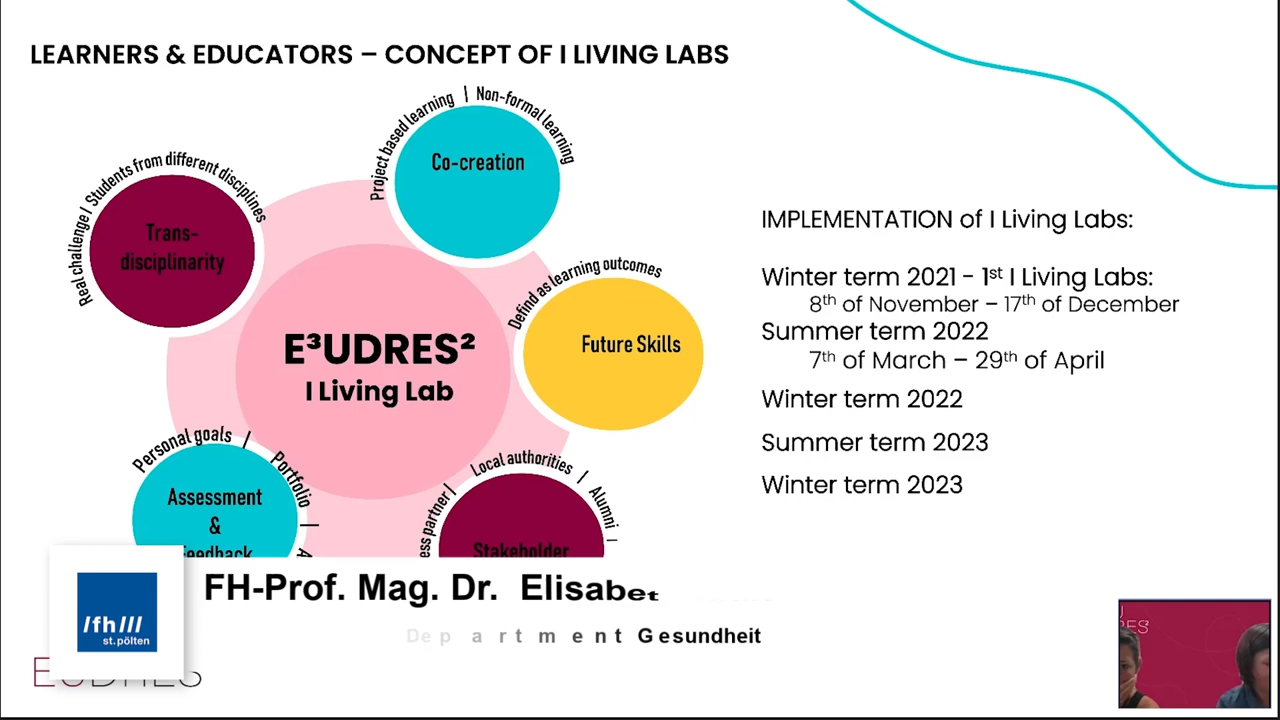 LEARNERS & EDUCATORS – CONCEPT OF I LIVING LABS
Project based learning | Non-formal learning
Co-creation
Real challenge | Students from different disciplines
Trans-
disciplinarity
Defind as learning outcomes
Future Skills
E³UDRES²
I Living Lab
Personal goals | Portfolio |
Assessment
&
Local authorities | Alumni |
Stakeholder
IMPLEMENTATION of I Living Labs:
Winter term 2021 - 1st I Living Labs:
8th of November – 17th of December
Summer term 2022
7th of March – 29th of April
Winter term 2022
Summer term 2023
Winter term 2023
FH-Prof. Mag. Dr. Elisabet
Department Gesundheit
/fh///
st.pölten